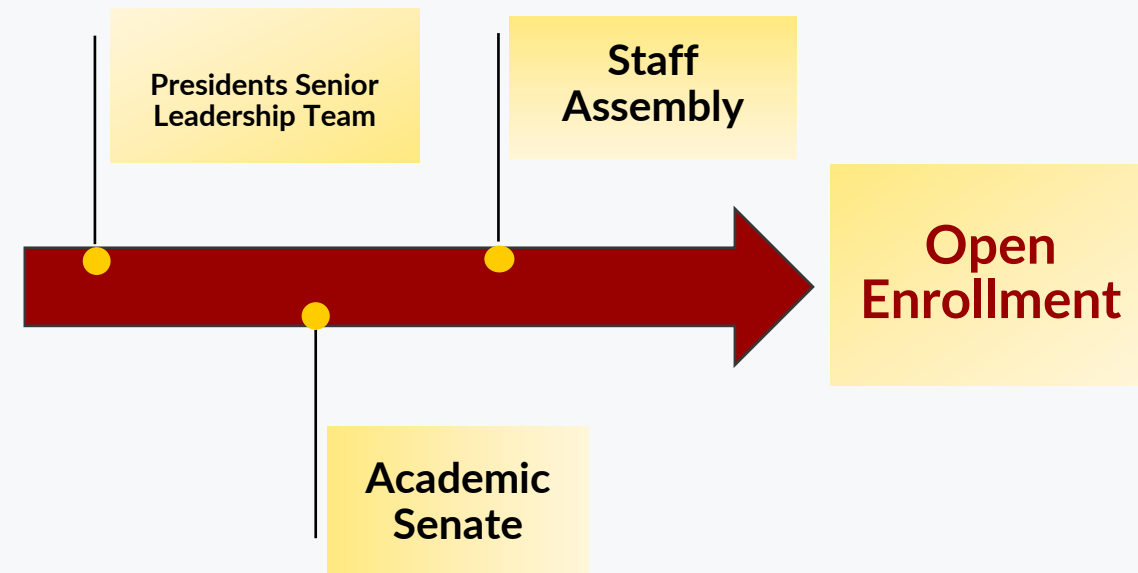 Presidents Senior
Leadership Team
Staff
Assembly
Open
Enrollment
Academic
Senate